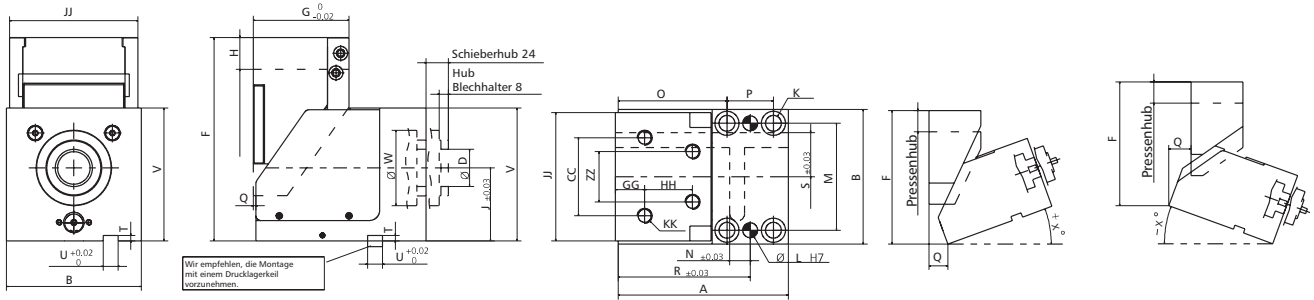 JJ
V
T
U +0.02 0
B
G 0 -0.02
H
F
Q
Schieberhub 24
Hub
Blechhalter 8
Ø W
Ø D
J ±0.03
V
T
U +0.02 0
Wir empfehlen, die Montage
mit einem Drucklagerkeil
vorzunehmen.
O
P
K
JJ
CC
ZZ
GG
HH
KK
S ±0.03
M
B
N ±0.03
Ø L H7
R ±0.03
A
F
Pressenhub
Q
+ x °
F
Pressenhub
Q
- x °